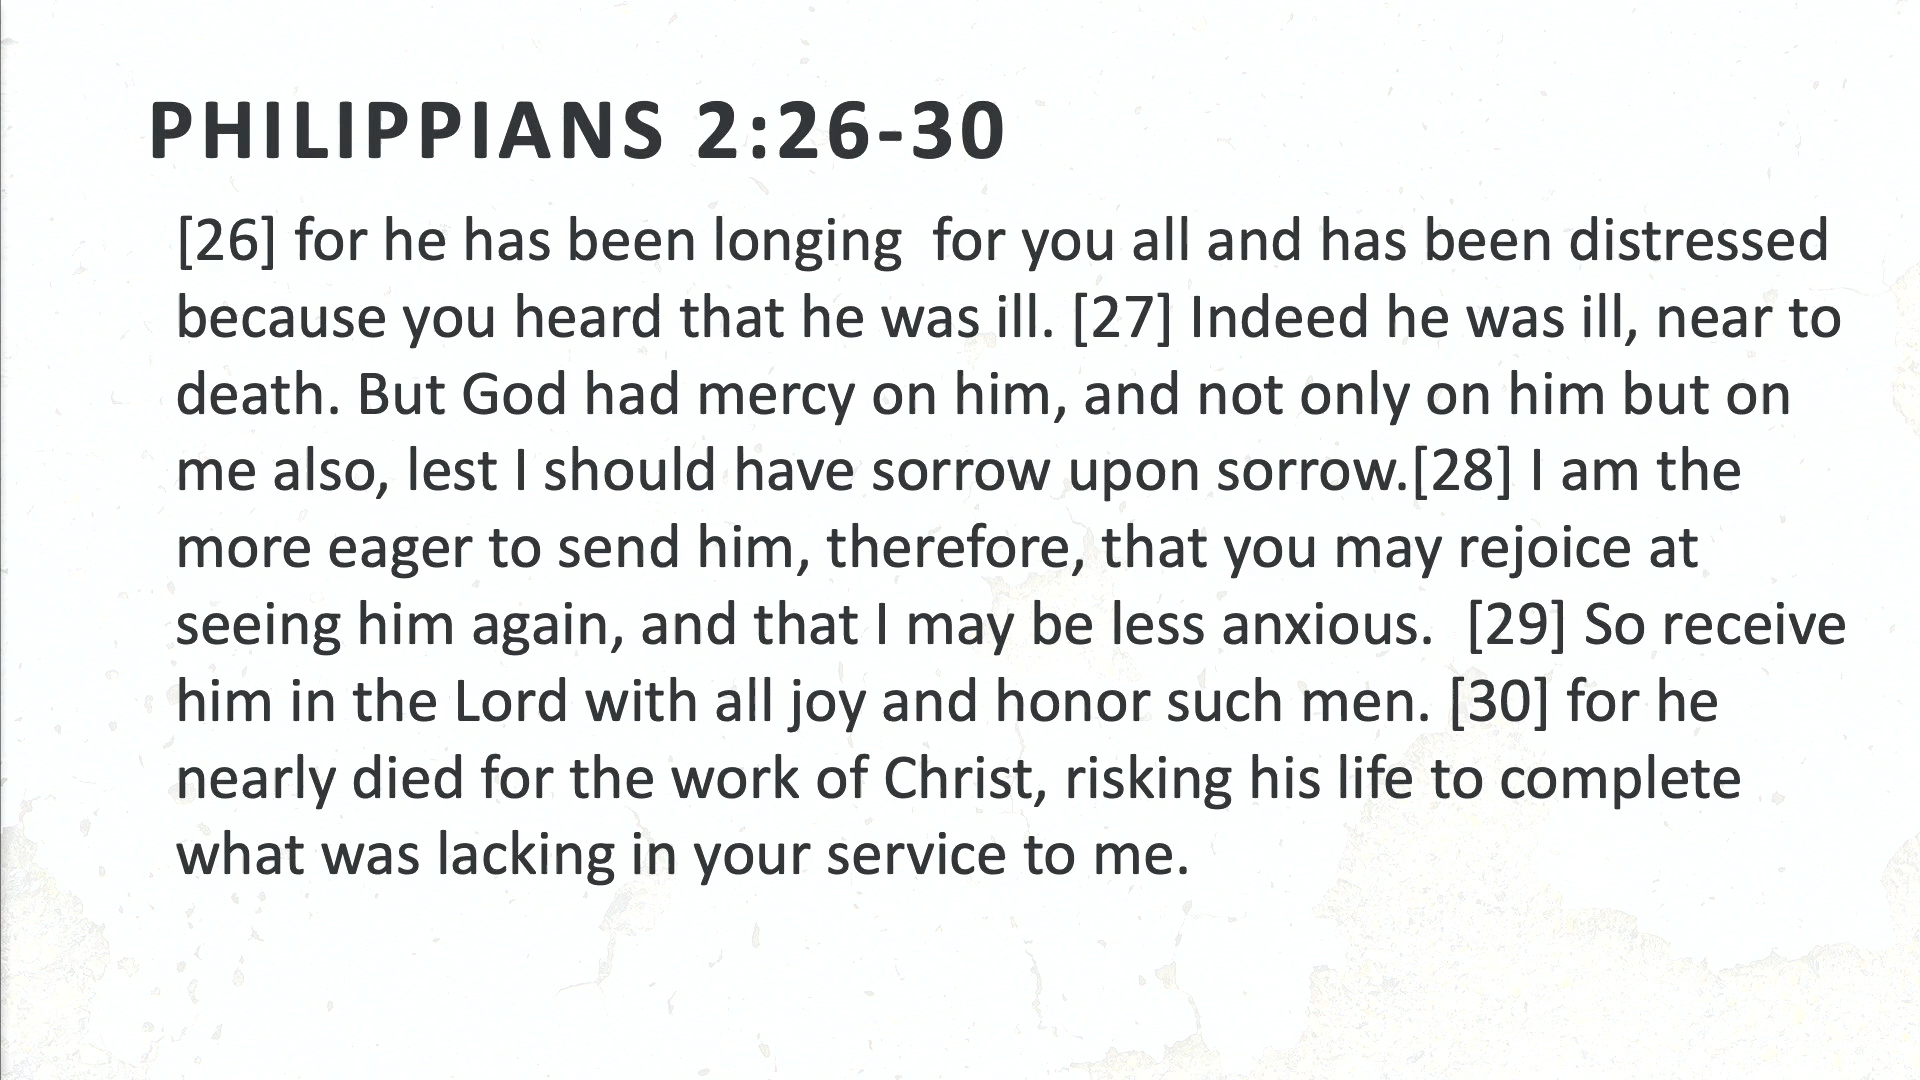 PHILIPPIANS 2:26-30
[26] for he has been longing  for you all and has been distressed
because you heard that he was ill. [27] Indeed he was ill, near to
death. But God had mercy on him, and not only on him but on
me also, lest I should have sorrow upon sorrow.[28] I am the
more eager to send him, therefore, that you may rejoice at
seeing him again, and that I may be less anxious.  [29] So receive
him in the Lord with all joy and honor such men. [30] for he
nearly died for the work of Christ, risking his life to complete
what was lacking in your service to me.